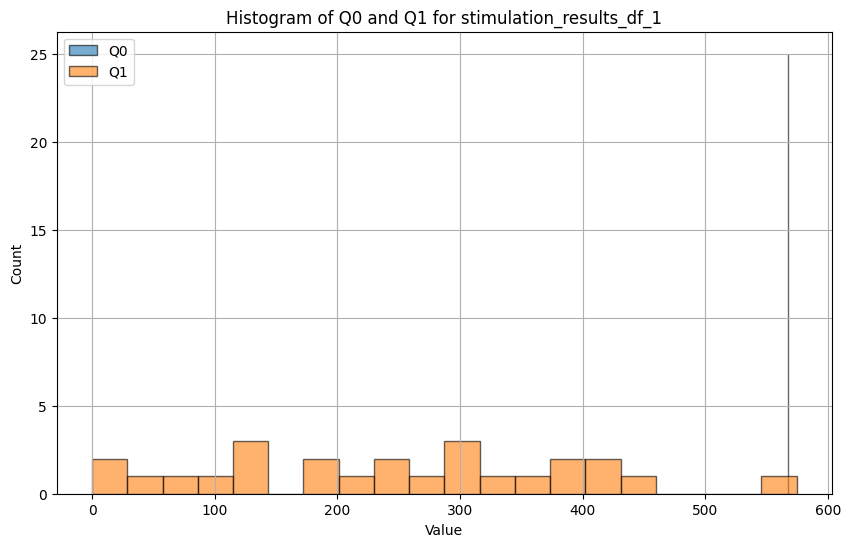 Histogram of Q0 and Q1 for stimulation_results_df_1
Q0
Q1
25
20
15
10
5
0
Count
0 100 200 300 400 500 600
Value